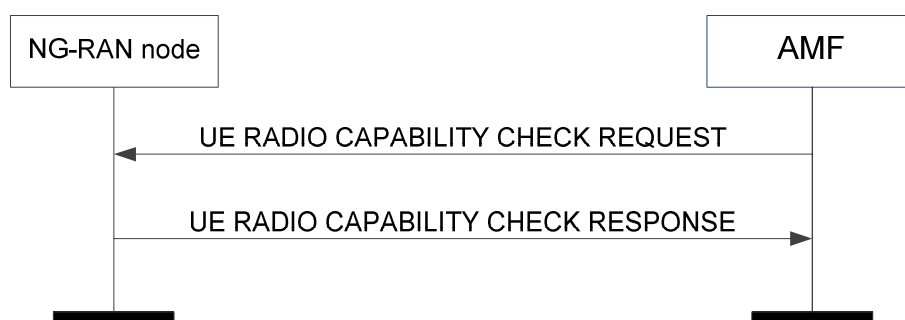 NG-RAN node
AMF
UE RADIO CAPABILITY CHECK REQUEST
UE RADIO CAPABILITY CHECK RESPONSE